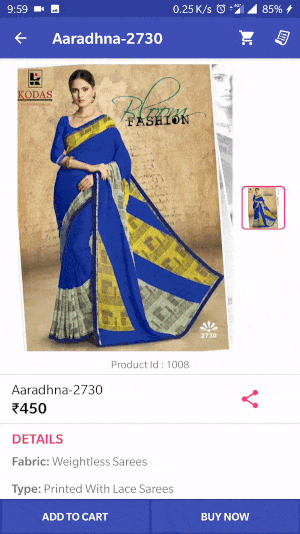 9:59
0.25 K/s
4G
85%
Aaradhna-2730
KODAS
Bloom
FASHION
2730
Product Id : 1008
Aaradhna-2730
₹450
DETAILS
Fabric: Weightless Sarees
Type: Printed With Lace Sarees
ADD TO CART
BUY NOW